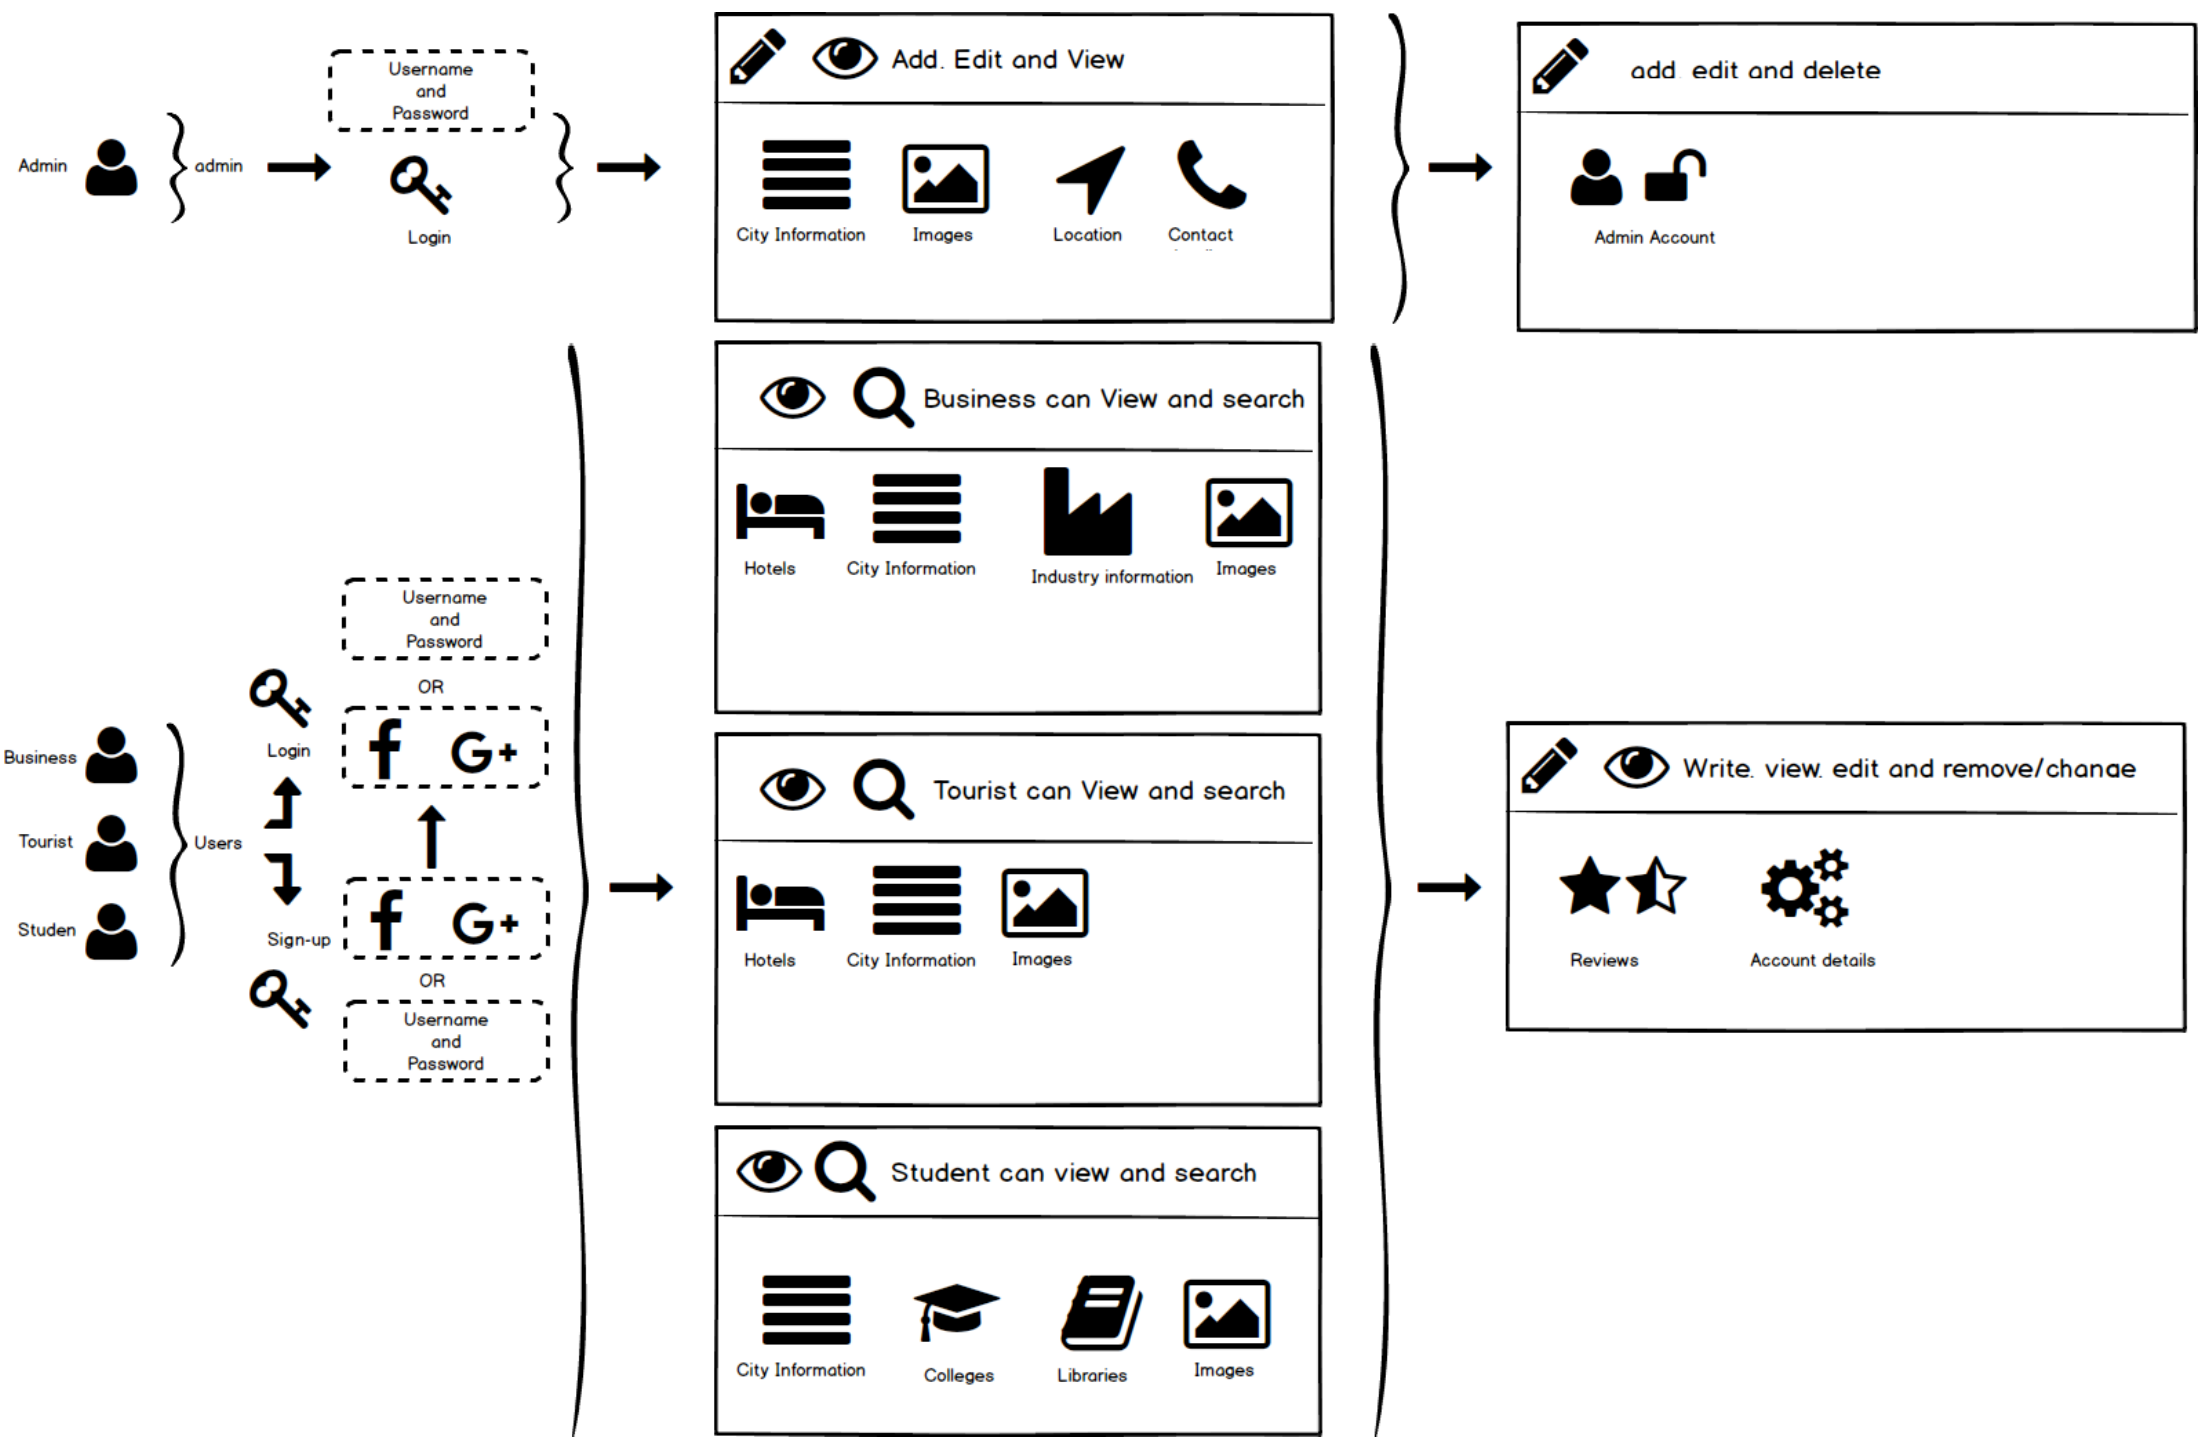 Username
and
Password
Admin
admin
Login
Add. Edit and View
City Information
Images
Location
Contact
add. edit and delete
Admin Account
Business can View and search
Hotels
City Information
Industry information
Images
Username
and
Password
OR
Login
Business
Tourist
Studen
Users
Sign-up
OR
Username
and
Password
Tourist can View and search
Hotels
City Information
Images
Write. view. edit and remove/change
Reviews
Account details
Student can view and search
City Information
Colleges
Libraries
Images